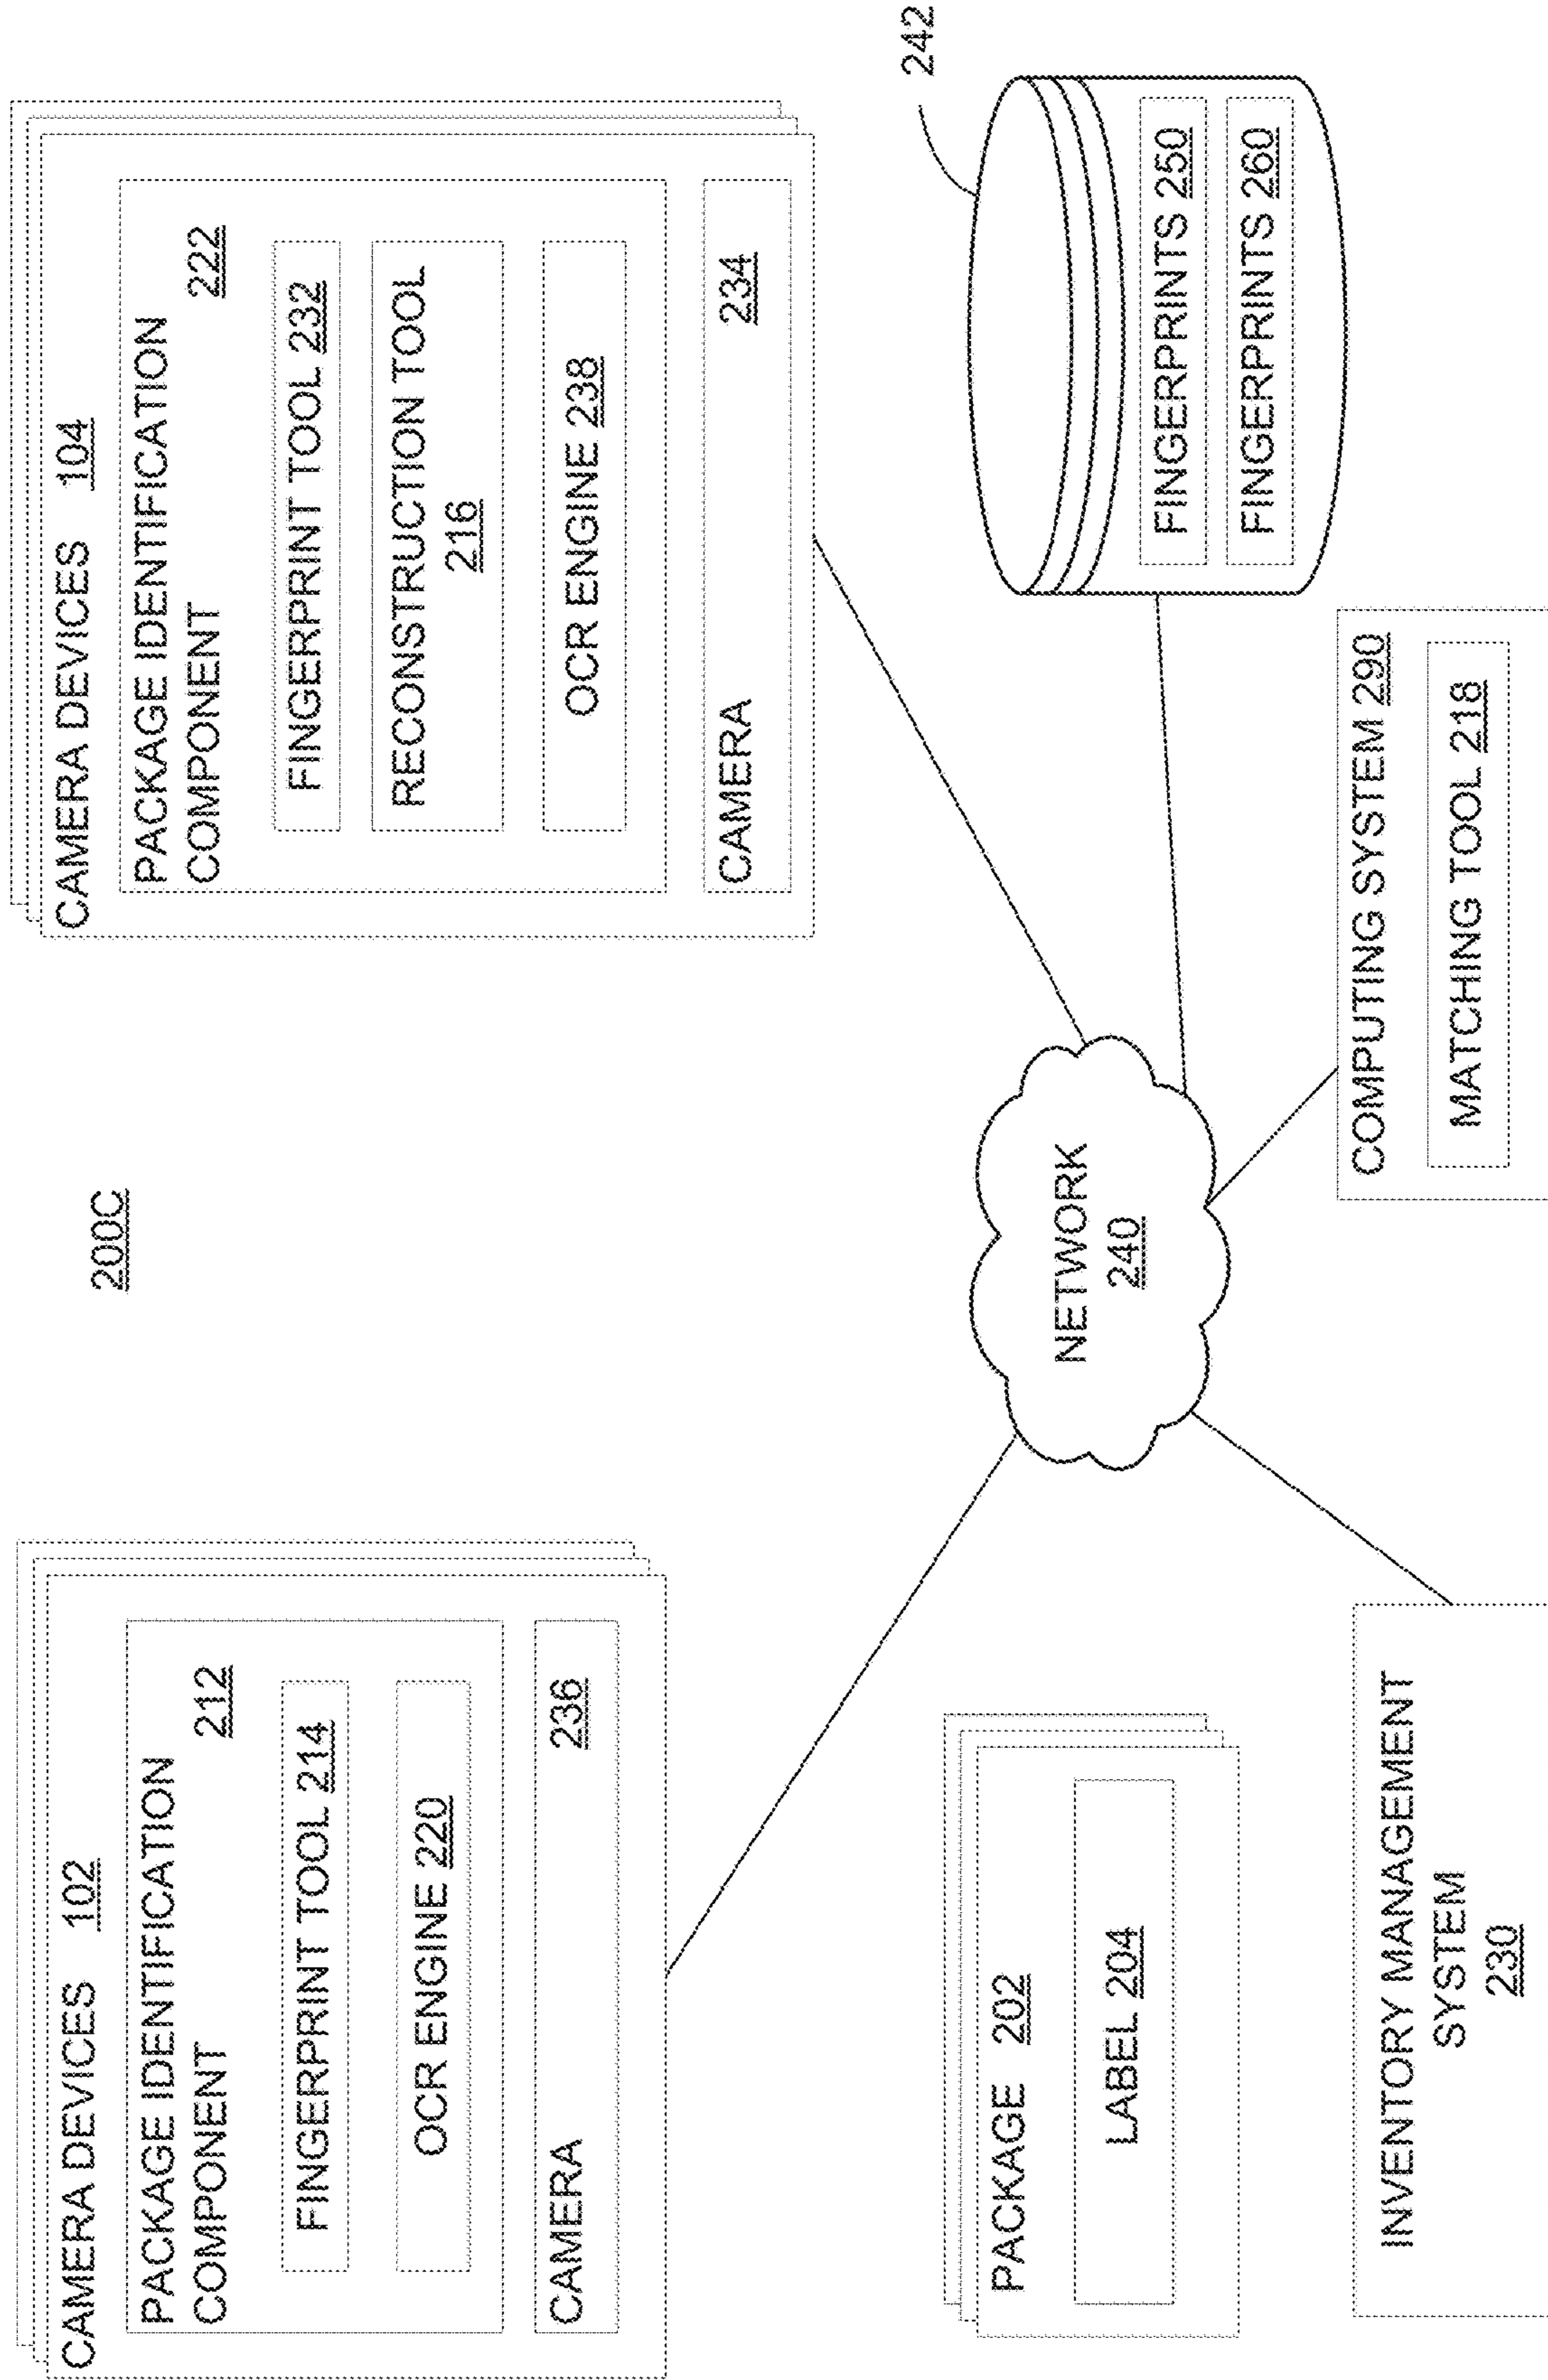 200C
CAMERA DEVICES 102
PACKAGE IDENTIFICATION
COMPONENT 212
FINGERPRINT TOOL 214
OCR ENGINE 220
CAMERA 236
CAMERA DEVICES 104
PACKAGE IDENTIFICATION
COMPONENT 222
FINGERPRINT TOOL 232
RECONSTRUCTION TOOL
216
OCR ENGINE 238
CAMERA 234
PACKAGE 202
LABEL 204
NETWORK
240
242
FINGERPRINTS 250
FINGERPRINTS 260
INVENTORY MANAGEMENT
SYSTEM
230
COMPUTING SYSTEM 290
MATCHING TOOL 218